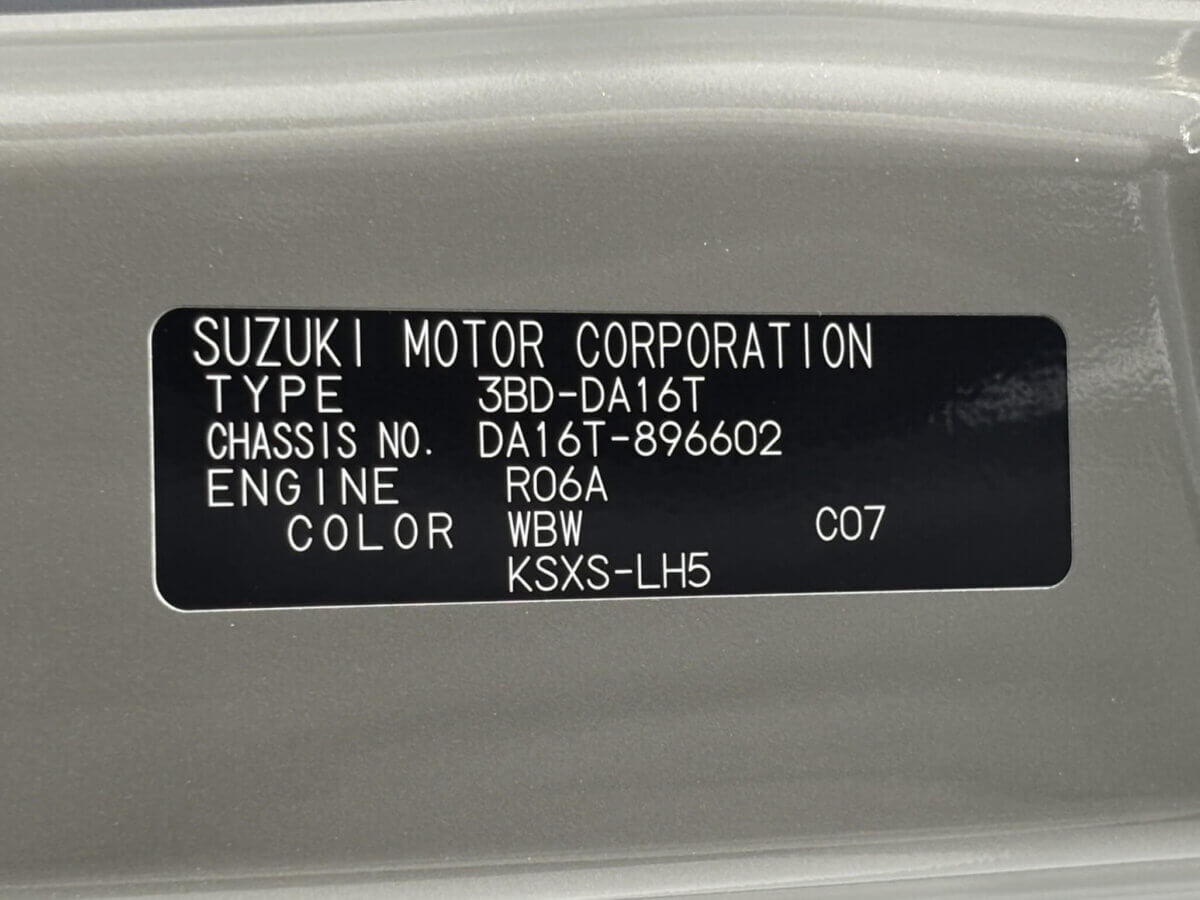 SUZUKI MOTOR CORPORATION
TYPE 3BD-DA16T
CHASSIS NO. DA16T-896602
ENGINE R06A
COLOR WBW C07
KSXS-LH5